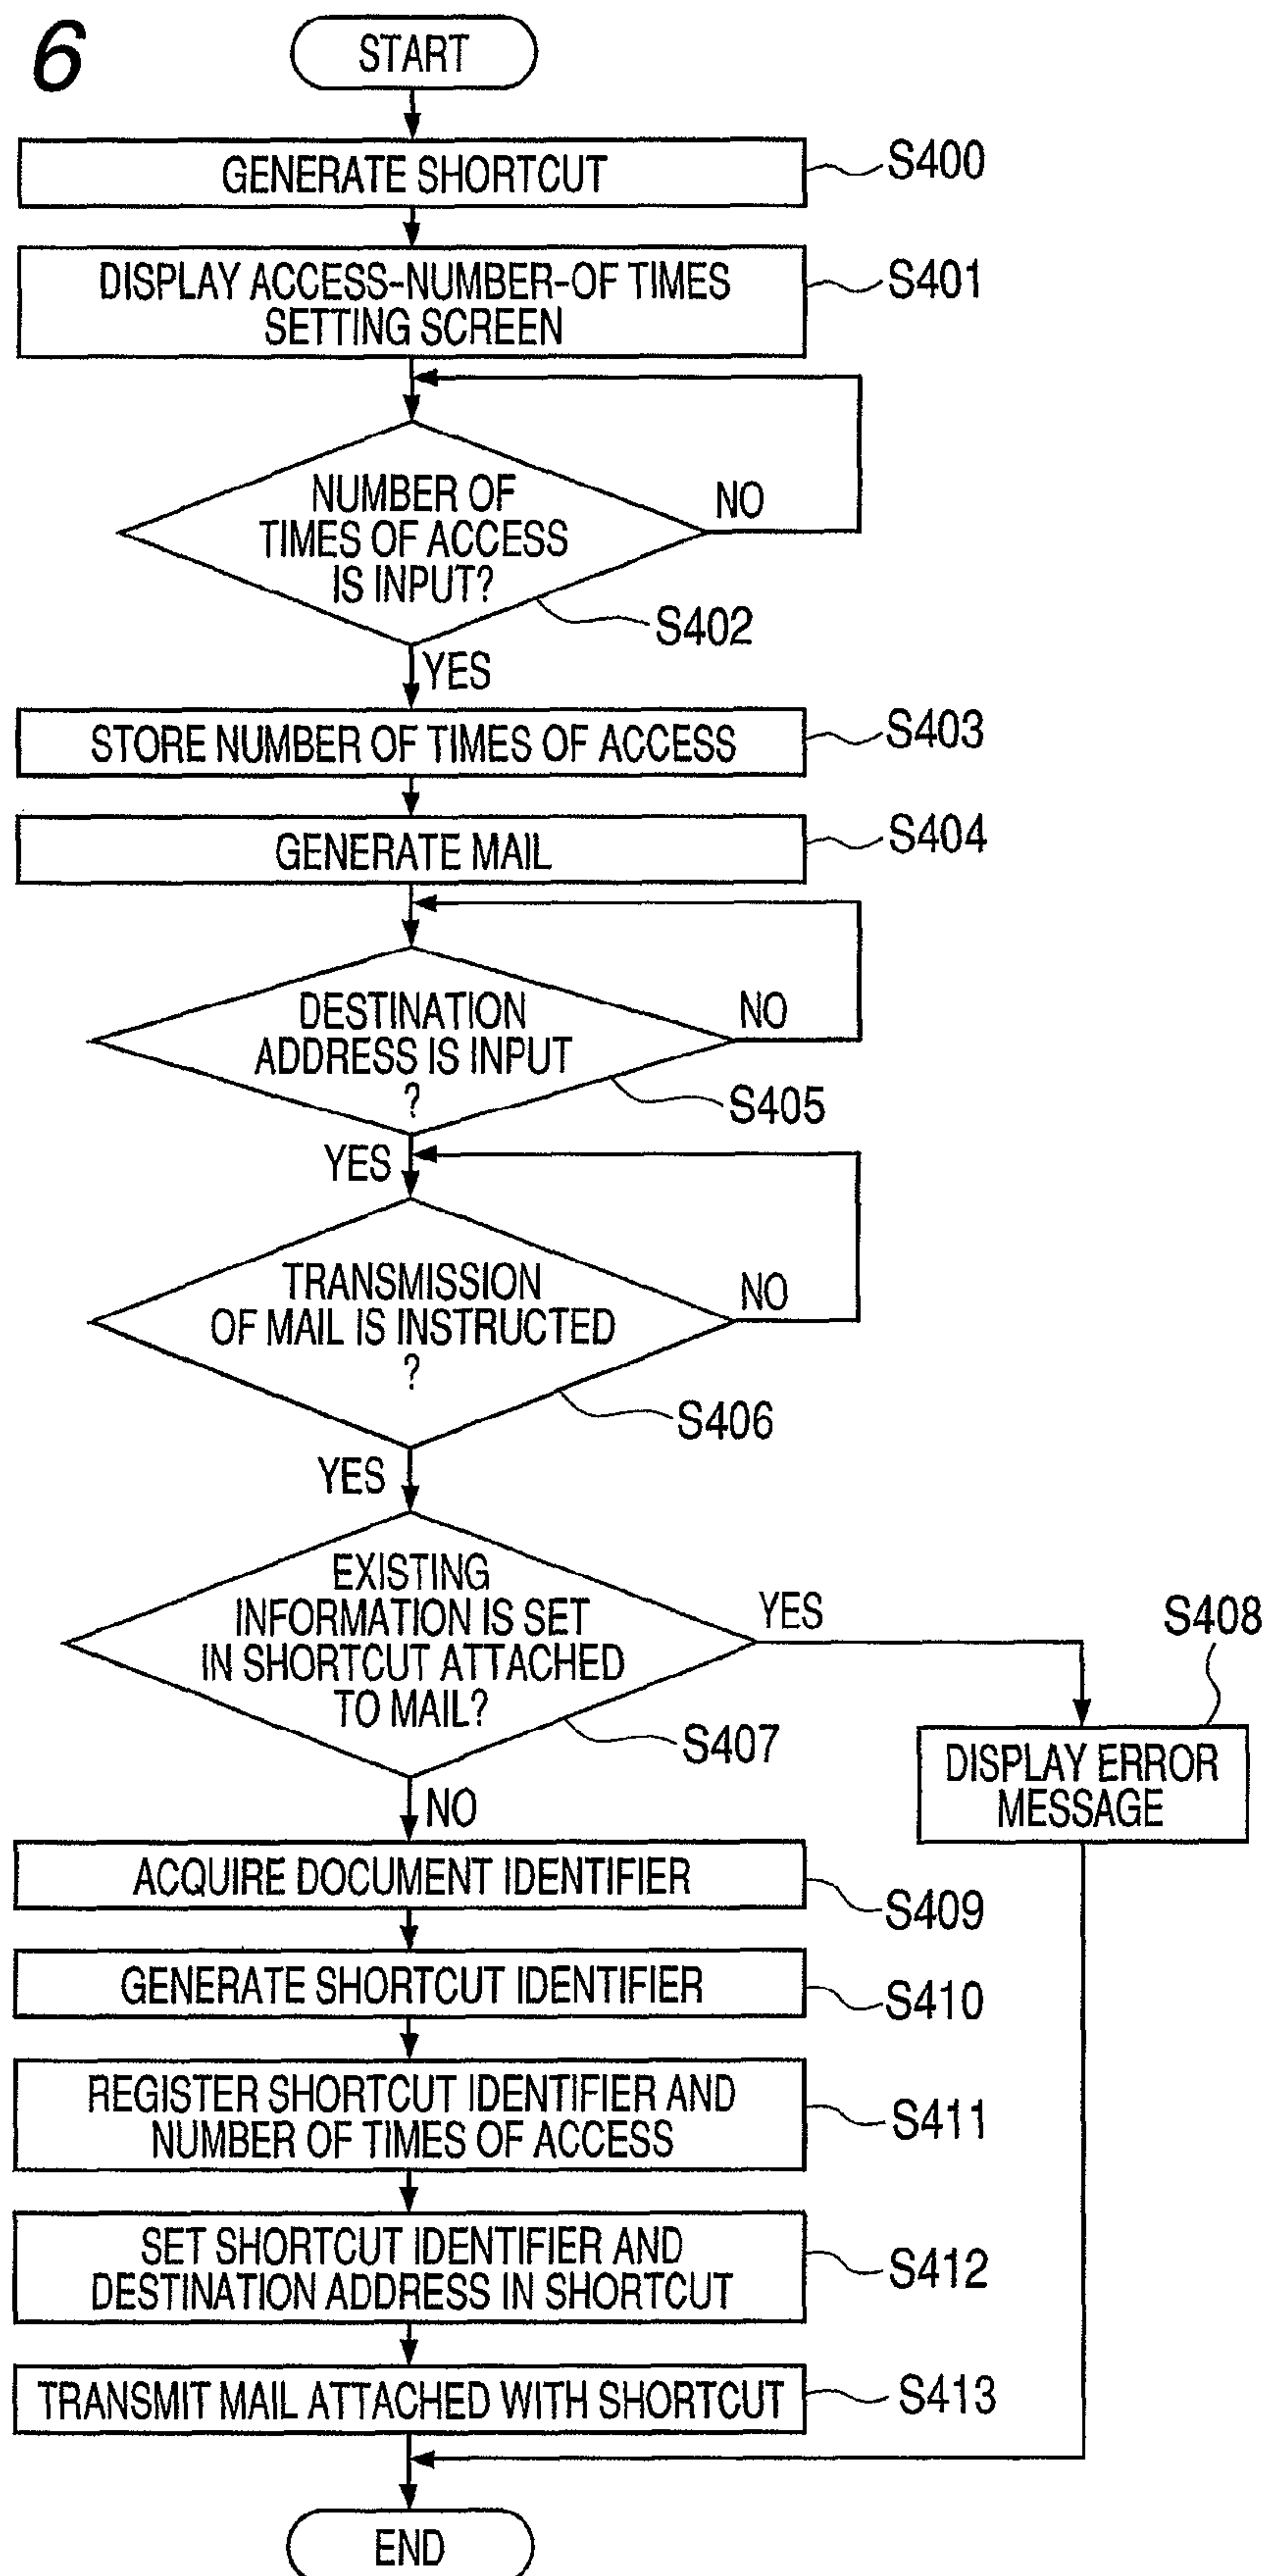 6
START
GENERATE SHORTCUT
S400
DISPLAY ACCESS-NUMBER-OF TIMES
SETTING SCREEN
S401
NUMBER OF
TIMES OF ACCESS
IS INPUT?
NO
S402
YES
STORE NUMBER OF TIMES OF ACCESS
S403
GENERATE MAIL
S404
DESTINATION
ADDRESS IS INPUT
?
NO
S405
YES
TRANSMISSION
OF MAIL IS INSTRUCTED
?
NO
S406
YES
EXISTING
INFORMATION IS SET
IN SHORTCUT ATTACHED
TO MAIL?
YES
S407
S408
DISPLAY ERROR
MESSAGE
NO
ACQUIRE DOCUMENT IDENTIFIER
S409
GENERATE SHORTCUT IDENTIFIER
S410
REGISTER SHORTCUT IDENTIFIER AND
NUMBER OF TIMES OF ACCESS
S411
SET SHORTCUT IDENTIFIER AND
DESTINATION ADDRESS IN SHORTCUT
S412
TRANSMIT MAIL ATTACHED WITH SHORTCUT
S413
END